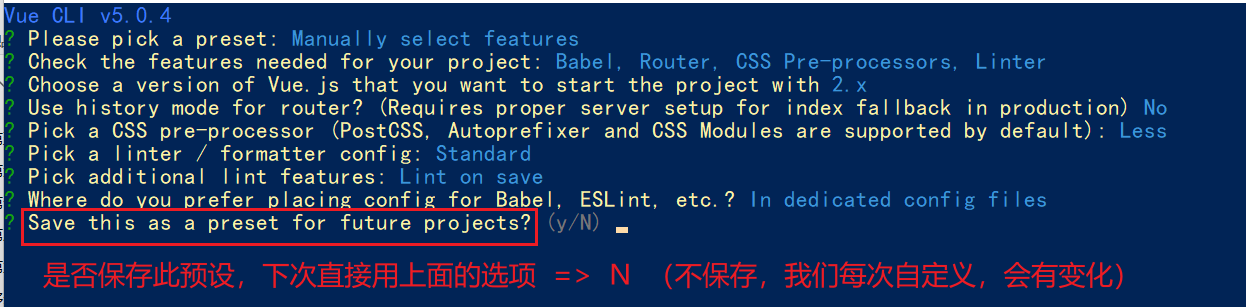 Vue CLI v5.0.4
? Please pick a preset: Manually select features
? Check the features needed for your project: Babel, Router, CSS Pre-processors, Linter
? Choose a version of Vue.js that you want to start the project with 2.x
? Use history mode for router? (Requires proper server setup for index fallback in production) No
? Pick a CSS pre-processor (PostCSS, Autoprefixer and CSS Modules are supported by default): Less
? Pick a linter / formatter config: Standard
? Pick additional lint features: Lint on save
? Where do you prefer placing config for Babel, ESLint, etc.? In dedicated config files
? Save this as a preset for future projects? (y/N)
是否保存此预设，下次直接用上面的选项 => N （不保存，我们每次自定义，会有变化）